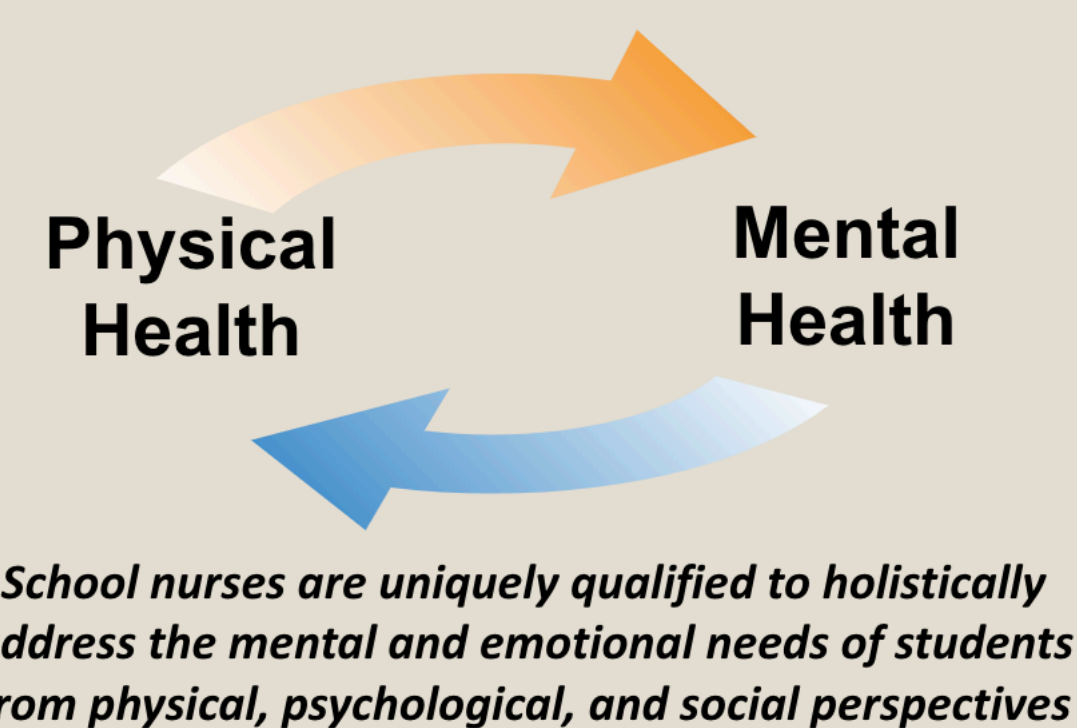 Physical
Health
Mental
Health
School nurses are uniquely qualified to holistically
ddress the mental and emotional needs of students
rom physical, psychological, and social perspectives